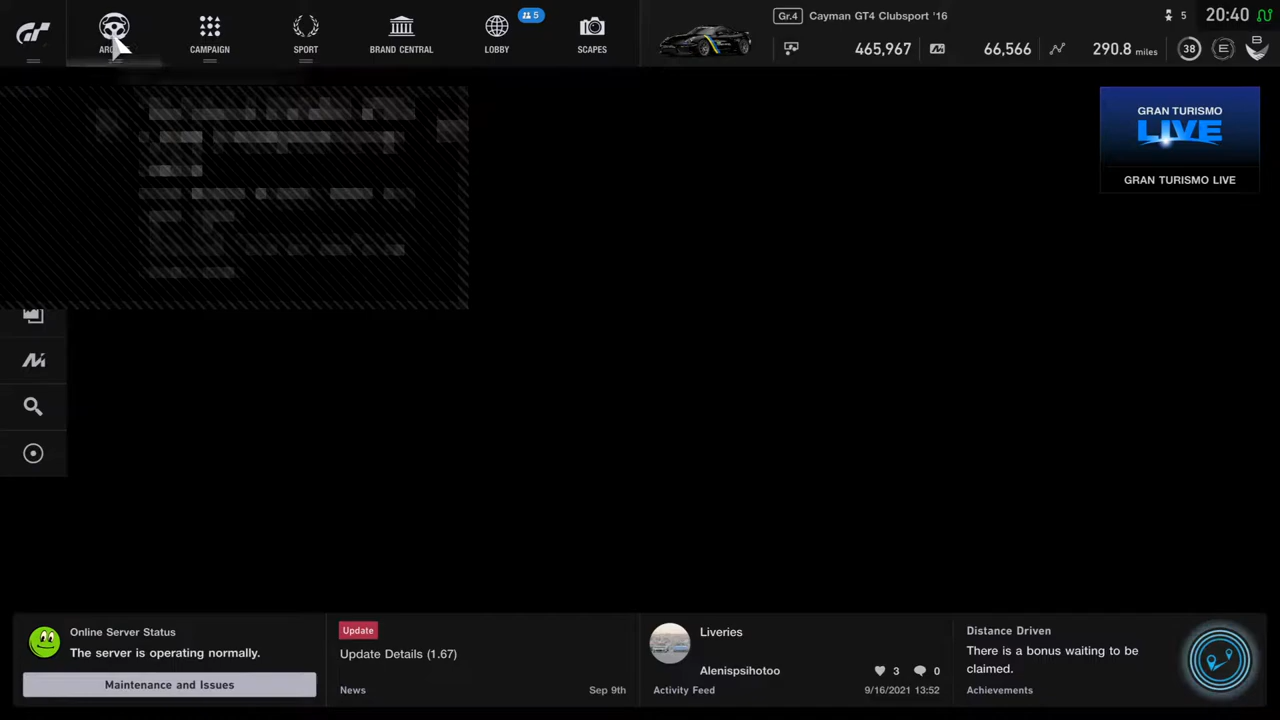 CAMPAIGN
SPORT
BRAND CENTRAL
LOBBY
5
SCAPES
Gr.4 Cayman GT4 Clubsport '16
5
20:40
465,967
66,566
290.8 miles
38
E
B
GRAN TURISMO
LIVE
GRAN TURISMO LIVE
Online Server Status
The server is operating normally.
Maintenance and Issues
Update
Update Details (1.67)
News
Sep 9th
Liveries
Alenispsihotoo
3
0
Activity Feed
9/16/2021 13:52
Distance Driven
There is a bonus waiting to be
claimed.
Achievements